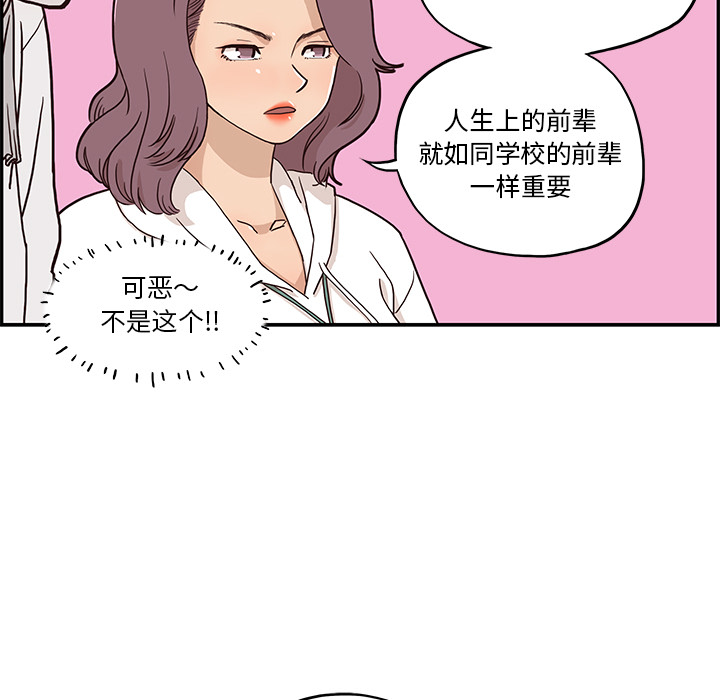 人生上的前辈
就如同学校的前辈
一样重要
可恶～
不是这个!!